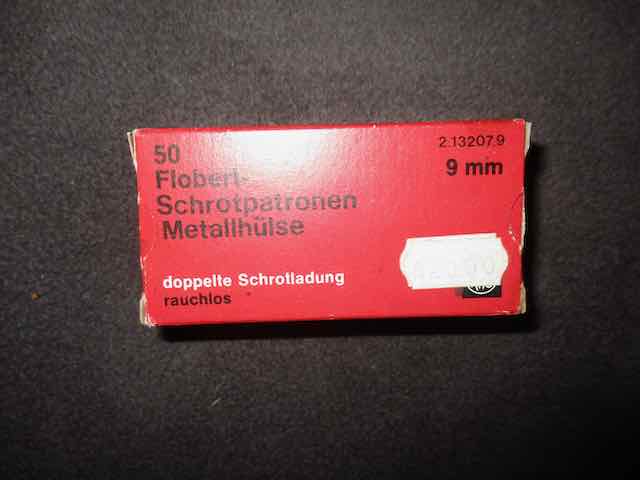 50
2.13207.9
Flobert-
9 mm
Schrotpatronen
Metallhülse
doppelte Schrotladung
rauchlos